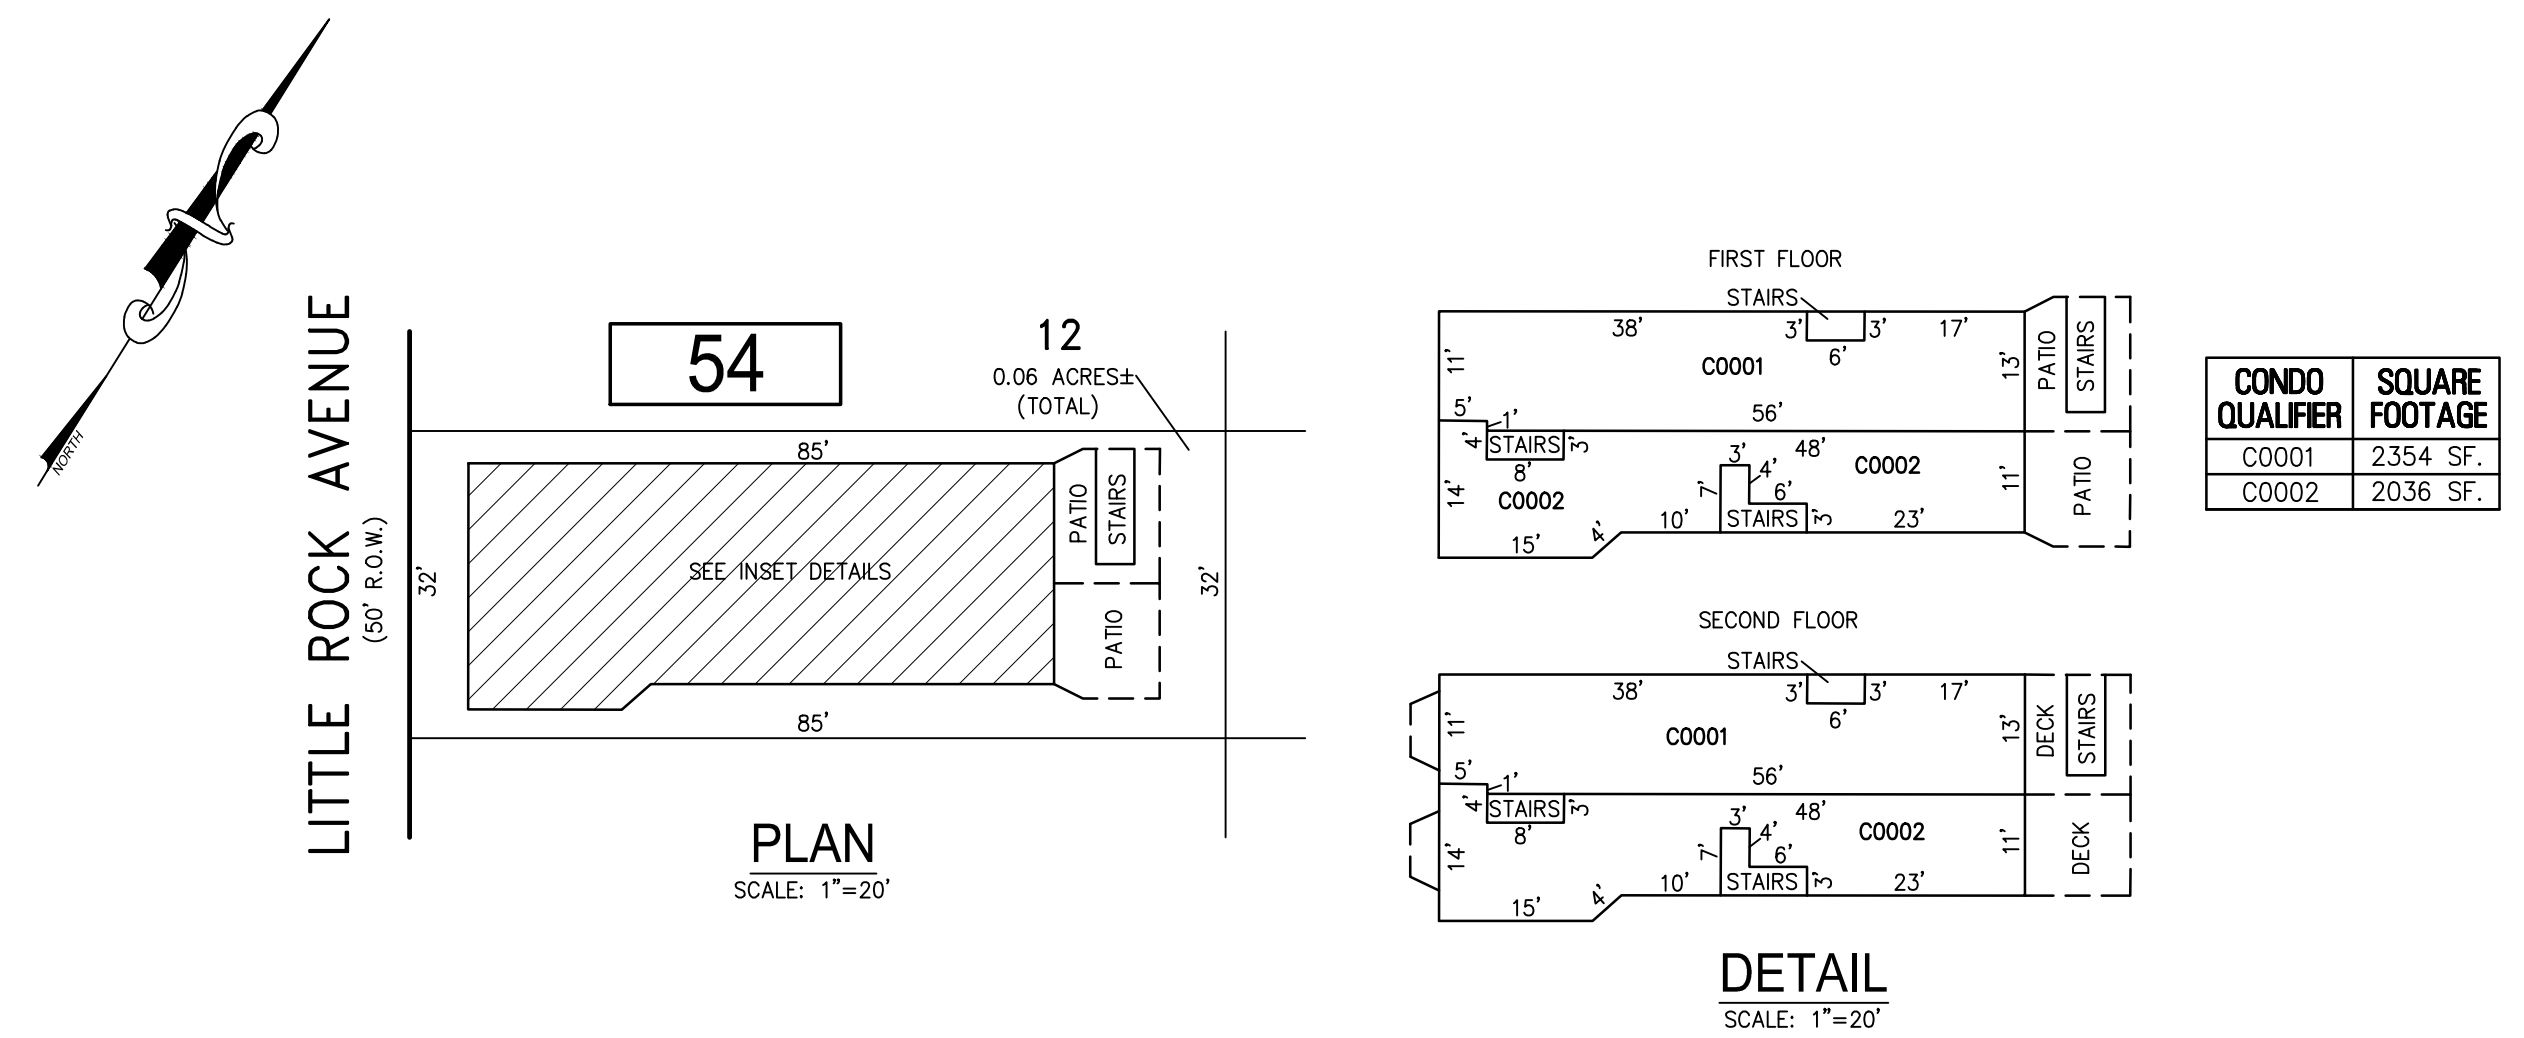 NORTH
LITTLE ROCK AVENUE
(50' R.O.W.)
54
12
0.06 ACRES±
(TOTAL)
85'
32'
SEE INSET DETAILS
PATIO
STAIRS
PATIO
32'
85'
PLAN
SCALE: 1"=20'
FIRST FLOOR
STAIRS
38'
3'
3'
17'
6'
11'
C0001
13'
PATIO
STAIRS
5'
1'
56'
4'
STAIRS
3'
8'
3'
4'
48'
C0002
14'
C0002
7'
6'
11'
PATIO
10'
STAIRS
3'
23'
15'
4'
SECOND FLOOR
STAIRS
38'
3'
3'
17'
6'
11'
C0001
13'
DECK
STAIRS
5'
1'
56'
4'
STAIRS
3'
8'
3'
4'
48'
C0002
14'
7'
6'
11'
DECK
10'
STAIRS
3'
23'
15'
4'
DETAIL
SCALE: 1"=20'
CONDO QUALIFIER SQUARE FOOTAGE
C0001 2354 SF.
C0002 2036 SF.